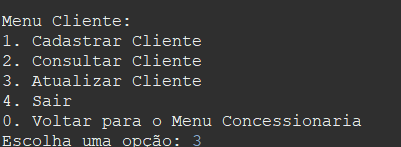 Menu Cliente:
1. Cadastrar Cliente
2. Consultar Cliente
3. Atualizar Cliente
4. Sair
0. Voltar para o Menu Concessionaria
Escolha uma opção: 3